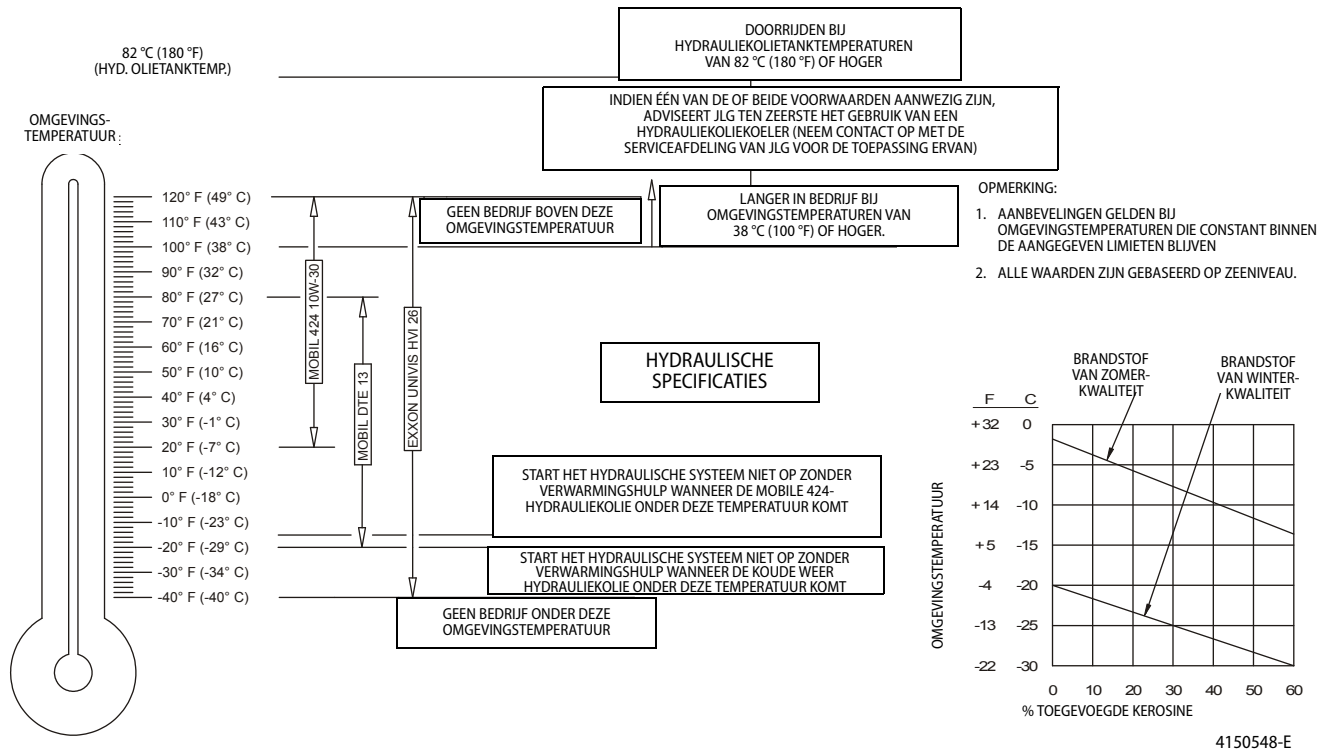 82 °C (180 °F)
(HYD. OLIETANKTEMP.)
DOORRIJDEN BIJ
HYDRAULIEKOLIETANKTEMPERATUREN
VAN 82 °C (180 °F) OF HOGER
INDIEN ÉÉN VAN DE OF BEIDE VOORWAARDEN AANWEZIG ZIJN,
ADVISEERT JLG TEN ZEERSTE HET GEBRUIK VAN EEN
HYDRAULIEKOLIEKOELER (NEEM CONTACT OP MET DE
SERVICEAFDELING VAN JLG VOOR DE TOEPASSING ERVAN)
OMGEVINGS-
TEMPERATUUR :
120° F (49° C)
110° F (43° C)
100° F (38° C)
90° F (32° C)
80° F (27° C)
70° F (21° C)
60° F (16° C)
50° F (10° C)
40° F (4° C)
30° F (-1° C)
20° F (-7° C)
10° F (-12° C)
0° F (-18° C)
-10° F (-23° C)
-20° F (-29° C)
-30° F (-34° C)
-40° F (-40° C)
MOBIL 424 10W-30
MOBIL DTE 13
EXXON UNIVIS HVI 26
GEEN BEDRIJF BOVEN DEZE
OMGEVINGSTEMPERATUUR
LANGER IN BEDRIJF BIJ
OMGEVINGSTEMPERATUREN VAN
38 °C (100 °F) OF HOGER.
OPMERKING:
1. AANBEVELINGEN GELDEN BIJ
OMGEVINGSTEMPERATUREN DIE CONSTANT BINNEN
DE AANGEGEVEN LIMIETEN BLIJVEN
2. ALLE WAARDEN ZIJN GEBASEERD OP ZEENIVEAU.
HYDRAULISCHE
SPECIFICATIES
START HET HYDRAULISCHE SYSTEEM NIET OP ZONDER
VERWARMINGSHULP WANNEER DE MOBILE 424-
HYDRAULIEKOLIE ONDER DEZE TEMPERATUUR KOMT
START HET HYDRAULISCHE SYSTEEM NIET OP ZONDER
VERWARMINGSHULP WANNEER DE KOUDE WEER
HYDRAULIEKOLIE ONDER DEZE TEMPERATUUR KOMT
GEEN BEDRIJF ONDER DEZE
OMGEVINGSTEMPERATUUR
BRANDSTOF
VAN ZOMER-
KWALITEIT
BRANDSTOF
VAN WINTER-
KWALITEIT
F C
+32 0
+23 -5
+14 -10
+5 -15
-4 -20
-13 -25
-22 -30
OMGEVINGSTEMPERATUUR
0 10 20 30 40 50 60
% TOEGEVOEGDE KEROSINE
4150548-E